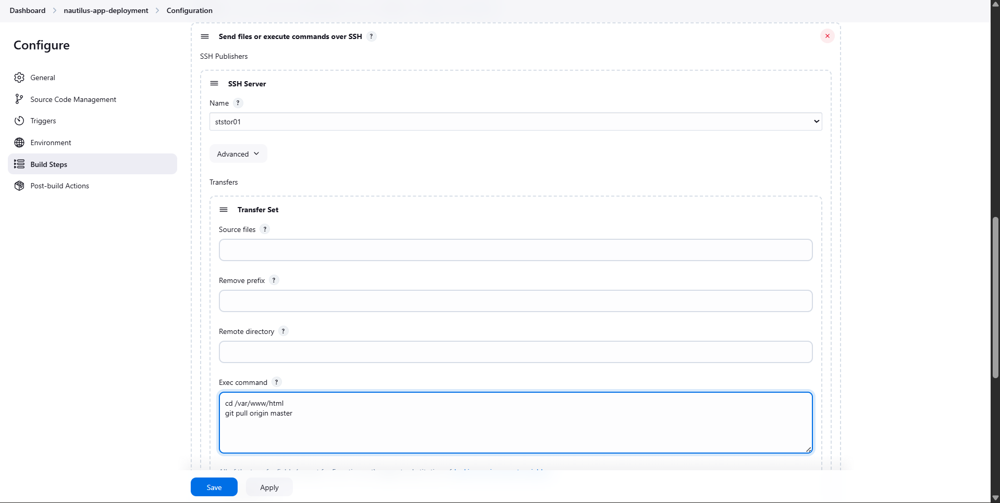 Dashboard > nautilus-app-deployment > Configuration
Configure
General
Source Code Management
Triggers
Environment
Build Steps
Post-build Actions
Send files or execute commands over SSH ?
SSH Publishers
SSH Server
Name ?
ststor01
Advanced
Transfers
Transfer Set
Source files ?
Remove prefix ?
Remote directory ?
Exec command ?
cd /var/www/html
git pull origin master
Save
Apply